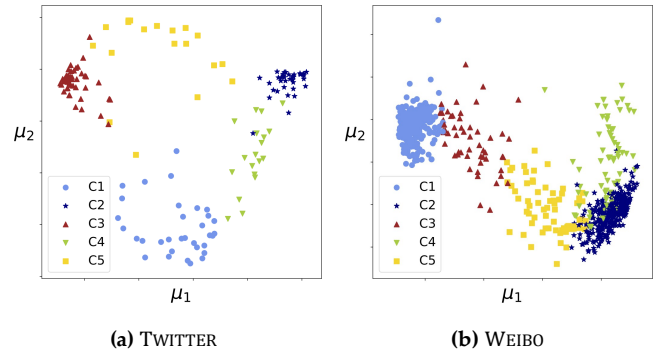 μ2
C1
C2
C3
C4
C5
μ1
(a) TWITTER
μ2
C1
C2
C3
C4
C5
μ1
(b) WEIBO